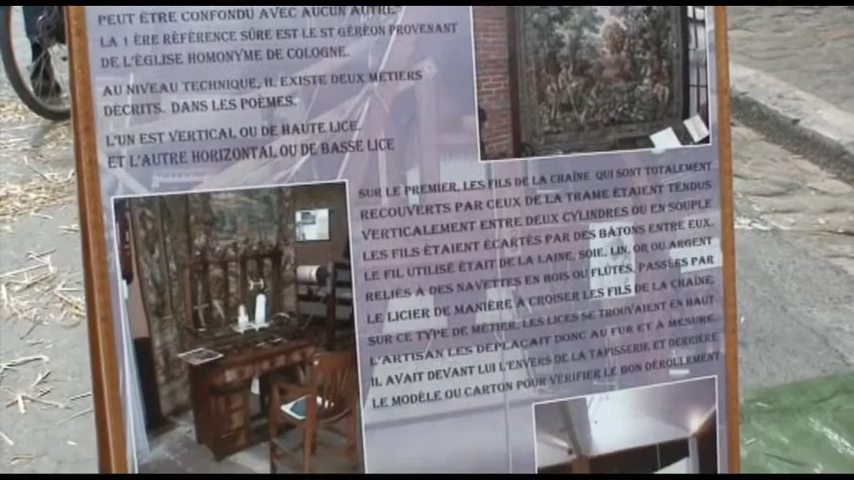 PEUT ÊTRE CONFONDU AVEC AUCUN AUTRE.
LA 1 ÈRE RÉFÉRENCE SÛRE EST LE ST GÉRÉON PROVENANT
DE L'ÉGLISE HOMONYME DE COLOGNE.
AU NIVEAU TECHNIQUE, IL EXISTE DEUX MÉTIERS
DÉCRITS. DANS LES POÈMES.
L'UN EST VERTICAL OU DE HAUTE LICE.
ET L'AUTRE HORIZONTAL OU DE BASSE LICE
SUR LE PREMIER, LES FILS DE LA CHAÎNE QUI SONT TOTALEMENT
RECOUVERTS PAR CEUX DE LA TRAME ÉTAIENT TENDUS
VERTICALEMENT ENTRE DEUX CYLINDRES OU EN SOUPLE
LES FILS ÉTAIENT ÉCARTÉS PAR DES BÂTONS ENTRE EUX.
LE FIL UTILISÉ ÉTAIT DE LA LAINE, SOIE, LIN, OR OU ARGENT
RELIÉS A DES NAVETTES EN BOIS OU FLÛTES, PASSÉES PAR
LE LICIER DE MANIÈRE À CROISER LES FILS DE LA CHAÎNE.
SUR CE TYPE DE MÉTIER, LES LICES SE TROUVAIENT EN HAUT
L'ARTISAN LES DÉPLAÇAIT DONC AU FUR ET A MESURE.
IL AVAIT DEVANT LUI L'ENVERS DE LA TAPISSERIE ET DERRIÈRE
LE MODÈLE OU CARTON POUR VÉRIFIER LE BON DÉROULEMENT